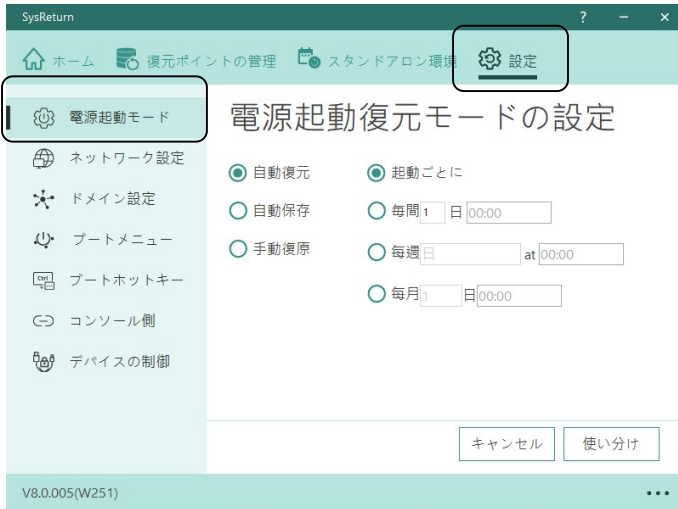 SysReturn ? − ×
ホーム 復元ポイントの管理 スタンドアロン環境 設定
電源起動モード
ネットワーク設定
ドメイン設定
ブートメニュー
Ctrl ブートホットキー
コンソール側
デバイスの制御
電源起動復元モードの設定
自動復元 起動ごとに
自動保存 毎間 1 日 00:00
手動復原 毎週 日 at 00:00
毎月 1 日 00:00
キャンセル 使い分け
V8.0.005(W251) •••